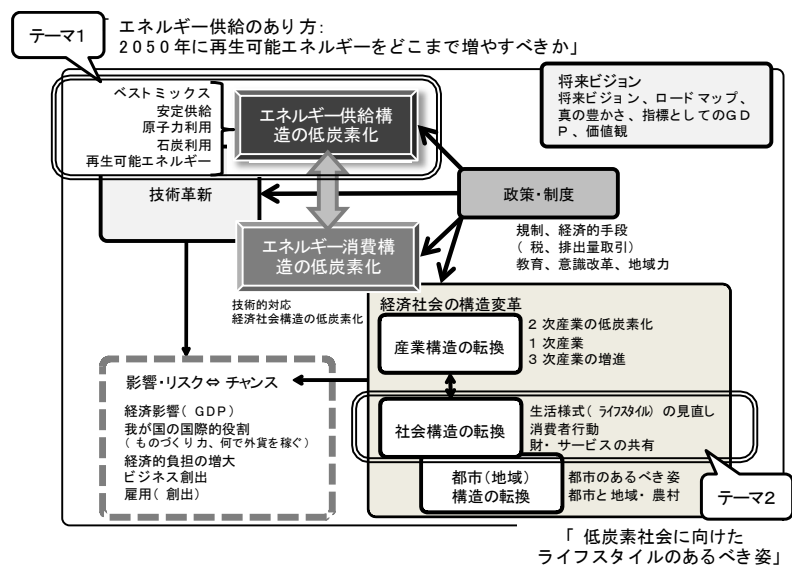 テーマ1
「エネルギー供給のあり方:
2050年に再生可能エネルギーをどこまで増やすべきか」
ベストミックス
安定供給
原子力利用
石炭利用
再生可能エネルギー
エネルギー供給構
造の低炭素化
将来ビジョン
将来ビジョン、ロードマップ、
真の豊かさ、指標としてのGD
P、価値観
技術革新
政策・制度
エネルギー消費構
造の低炭素化
規制、経済的手段
(税、排出量取引)
教育、意識改革、地域力
技術的対応
経済社会構造の低炭素化
経済社会の構造変革
産業構造の転換
2次産業の低炭素化
1次産業
3次産業の増進
影響・リスク⇔チャンス
経済影響(GDP)
我が国の国際的役割
(ものづくり力、何で外貨を稼ぐ)
経済的負担の増大
ビジネス創出
雇用(創出)
社会構造の転換
生活様式(ライフスタイル)の見直し
消費者行動
財・サービスの共有
都市(地域)
構造の転換
都市のあるべき姿
都市と地域・農村
テーマ2
「低炭素社会に向けた
ライフスタイルのあるべき姿」